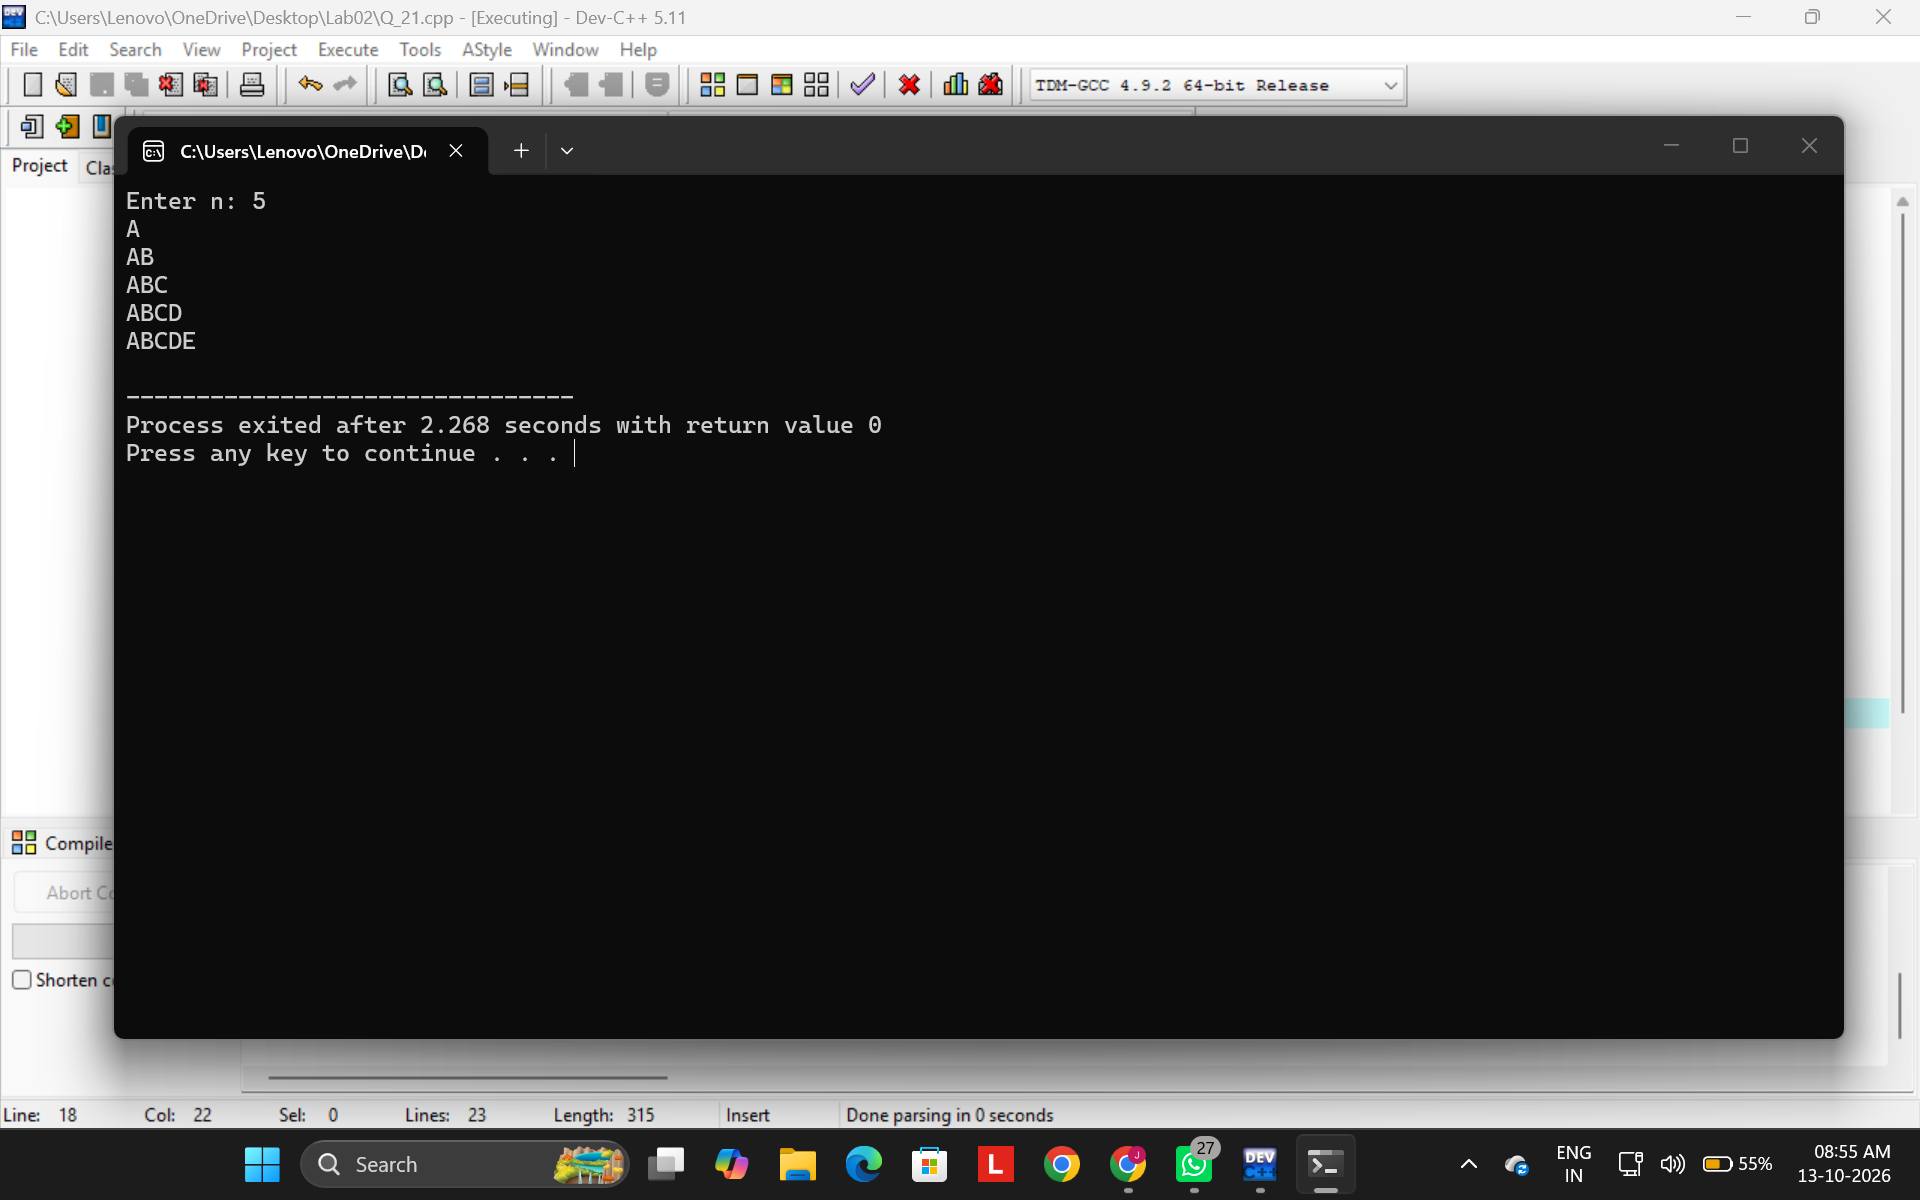 C:\Users\Lenovo\OneDrive\Desktop\Lab02\Q_21.cpp - [Executing] - Dev-C++ 5.11
File Edit Search View Project Execute Tools AStyle Window Help
TDM-GCC 4.9.2 64-bit Release
Project
C:\Users\Lenovo\OneDrive\D
Enter n: 5
A
AB
ABC
ABCD
ABCDE
--------------------------------
Process exited after 2.268 seconds with return value 0
Press any key to continue . . .
Compile
Abort
Shorten
Line: 18 Col: 22 Sel: 0 Lines: 23 Length: 315 Insert Done parsing in 0 seconds
Search
L
27
DEV C++
ENG
IN
55%
08:55 AM
13-10-2026